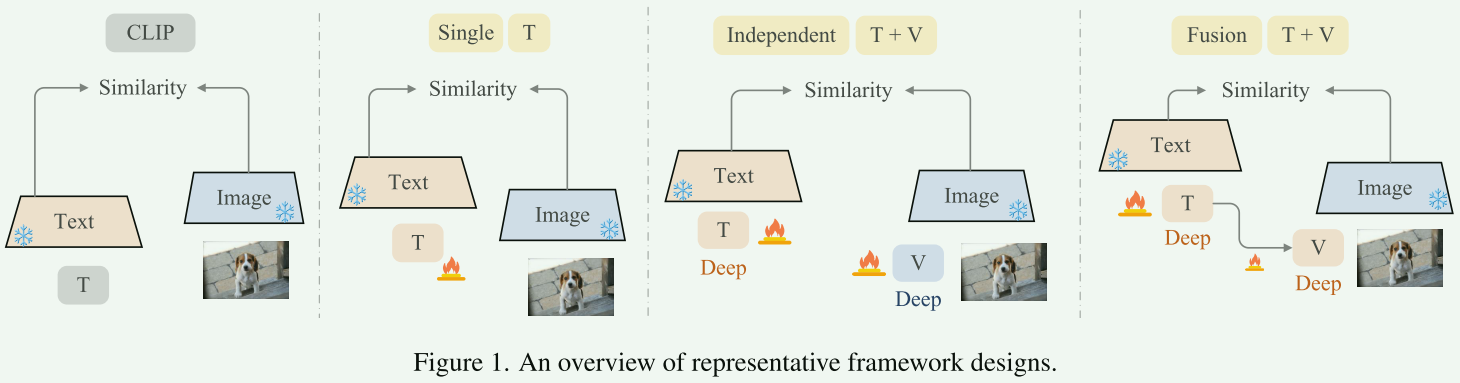 CLIP
Similarity
Text
Image
T
Single T
Similarity
Text
Image
T
Independent T + V
Similarity
Text
Image
T
Deep
V
Deep
Fusion T + V
Similarity
Text
Image
T
Deep
V
Deep
Figure 1. An overview of representative framework designs.